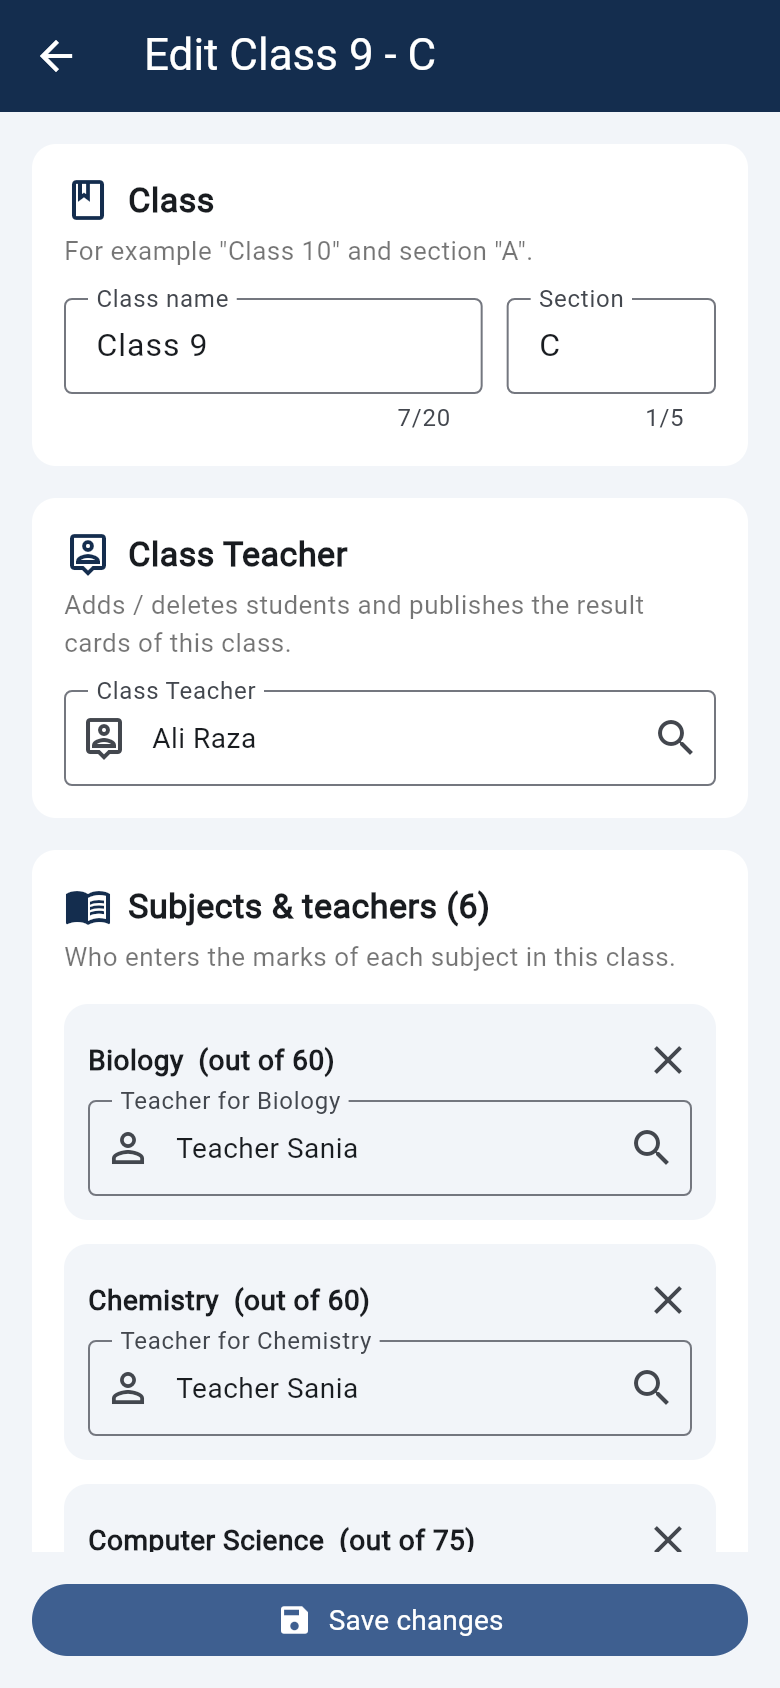 Edit Class 9 - C
Class
For example "Class 10" and section "A".
Class name
Section
Class 9
C
7/20
1/5
Class Teacher
Adds / deletes students and publishes the result
cards of this class.
Class Teacher
Ali Raza
Subjects & teachers (6)
Who enters the marks of each subject in this class.
Biology (out of 60)
Teacher for Biology
Teacher Sania
Chemistry (out of 60)
Teacher for Chemistry
Teacher Sania
Computer Science (out of 75)
Save changes